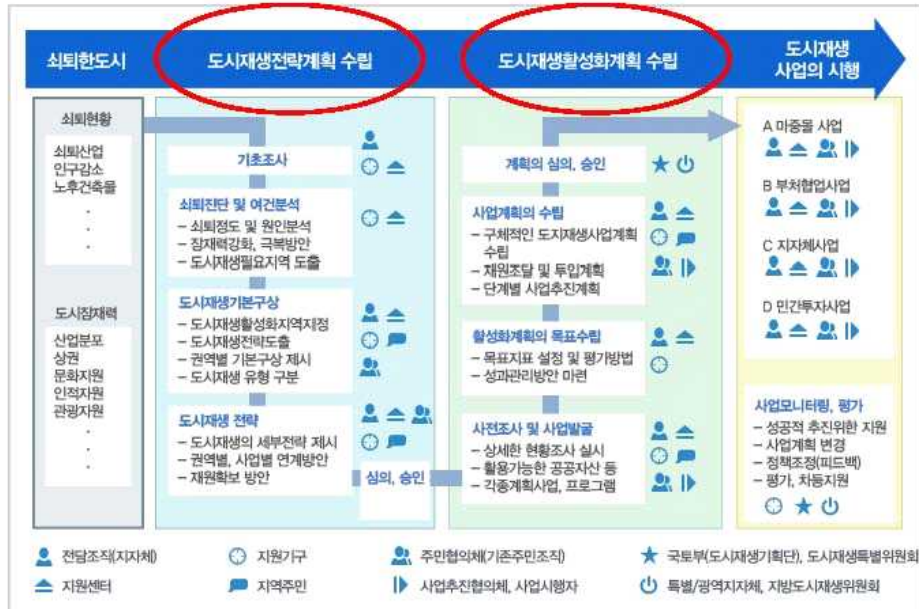 쇠퇴한도시
도시재생전략계획 수립
도시재생활성화계획 수립
도시재생
사업의 시행
쇠퇴현황
쇠퇴산업
인구감소
노후건축물
.
.
.
도시잠재력
산업분포
상권
문화지원
인적자원
관광자원
.
.
.
기초조사
쇠퇴진단 및 여건분석
– 쇠퇴정도 및 원인분석
– 잠재력강화, 극복방안
– 도시재생필요지역 도출
도시재생기본구상
– 도시재생활성화지역지정
– 도시재생전략도출
– 권역별 기본구상 제시
– 도시재생 유형 구분
도시재생 전략
– 도시재생의 세부전략 제시
– 권역별, 사업별 연계방안
– 재원확보 방안
심의, 승인
계획의 심의, 승인
사업계획의 수립
– 구체적인 도지재생사업계획
수립
– 재원조달 및 투입계획
– 단계별 사업추진계획
활성화계획의 목표수립
– 목표지표 설정 및 평가방법
– 성과관리방안 마련
사전조사 및 사업발굴
– 상세한 현황조사 실시
– 활용가능한 공공자산 등
– 각종계획사업, 프로그램
A 마중물 사업
B 부처협업사업
C 지자체사업
D 민간투자사업
사업모니터링, 평가
– 성공적 추진위한 지원
– 사업계획 변경
– 정책조정(피드백)
– 평가, 차등지원
전담조직(지자체)
지원기구
주민협의체(기존주민조직)
국토부(도시재생기획단), 도시재생특별위원회
지원센터
지역주민
사업추진협의체, 사업시행자
특별/광역지자체, 지방도시재생위원회